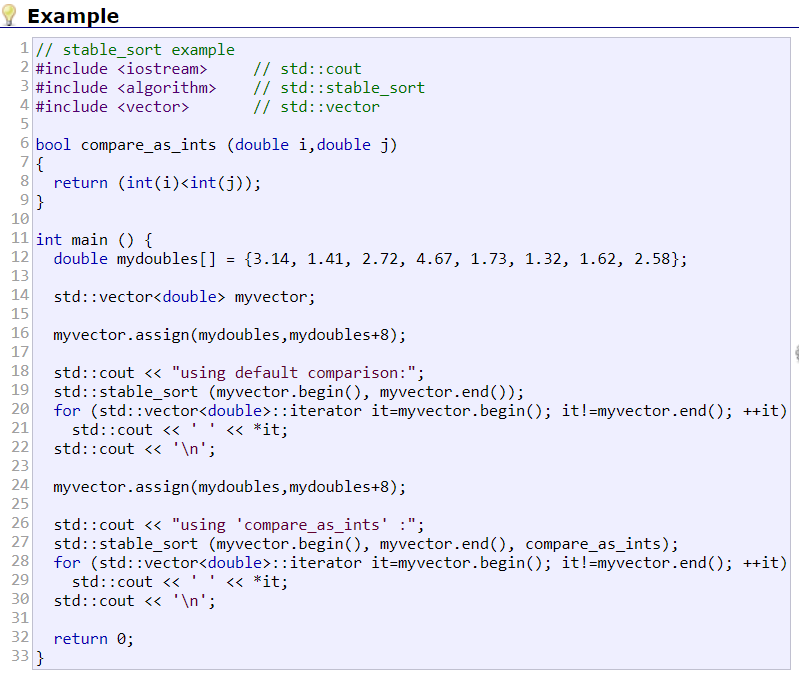 Example
1 // stable_sort example
2 #include <iostream>     // std::cout
3 #include <algorithm>    // std::stable_sort
4 #include <vector>       // std::vector
5
6 bool compare_as_ints (double i,double j)
7 {
8   return (int(i)<int(j));
9 }
10
11 int main () {
12   double mydoubles[] = {3.14, 1.41, 2.72, 4.67, 1.73, 1.32, 1.62, 2.58};
13
14   std::vector<double> myvector;
15
16   myvector.assign(mydoubles,mydoubles+8);
17
18   std::cout << "using default comparison:";
19   std::stable_sort (myvector.begin(), myvector.end());
20   for (std::vector<double>::iterator it=myvector.begin(); it!=myvector.end(); ++it)
21     std::cout << ' ' << *it;
22   std::cout << '\n';
23
24   myvector.assign(mydoubles,mydoubles+8);
25
26   std::cout << "using 'compare_as_ints' :";
27   std::stable_sort (myvector.begin(), myvector.end(), compare_as_ints);
28   for (std::vector<double>::iterator it=myvector.begin(); it!=myvector.end(); ++it)
29     std::cout << ' ' << *it;
30   std::cout << '\n';
31
32   return 0;
33 }